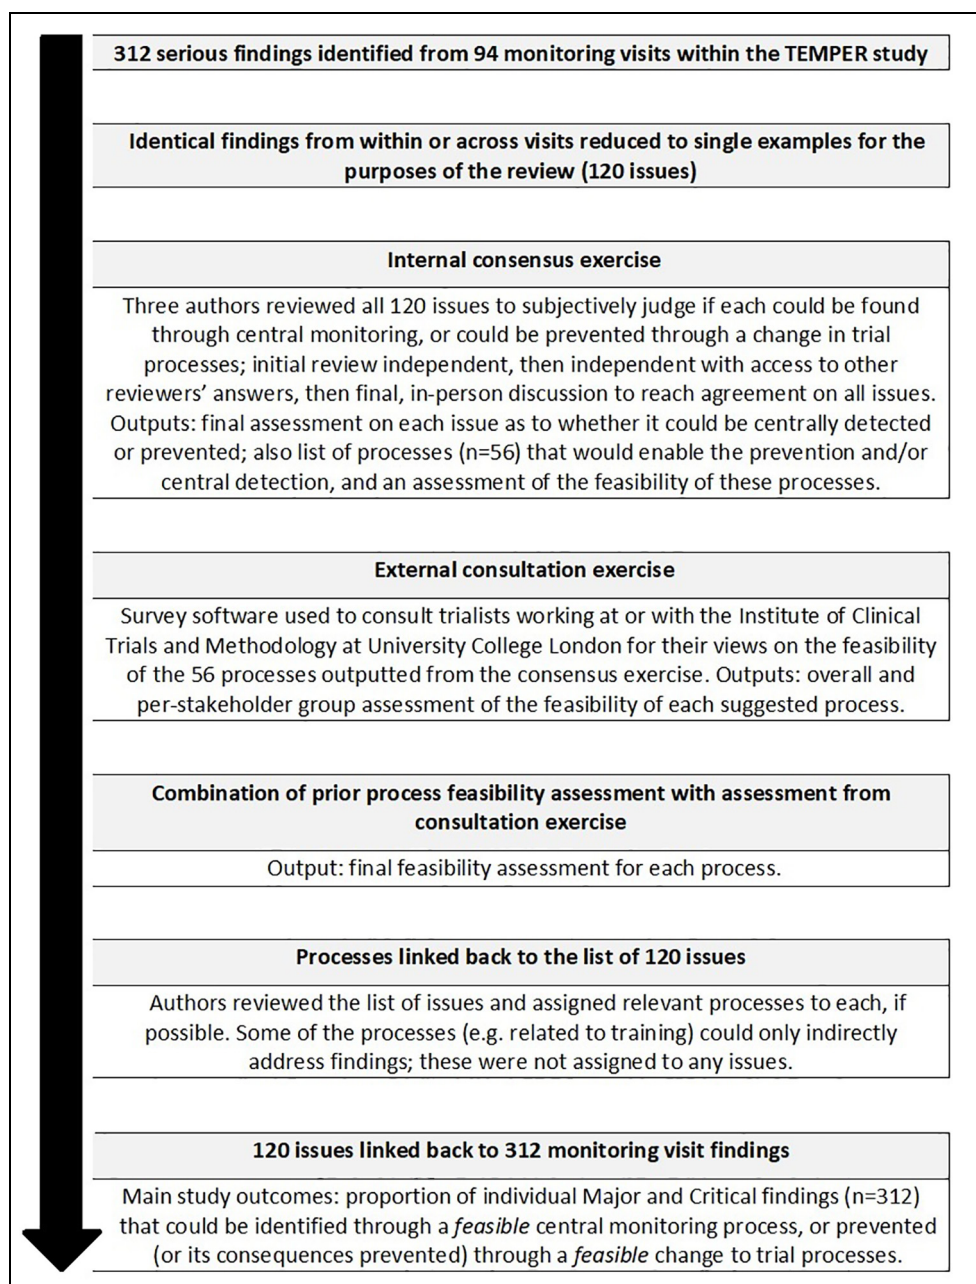 312 serious findings identified from 94 monitoring visits within the TEMPER study
Identical findings from within or across visits reduced to single examples for the
purposes of the review (120 issues)
Internal consensus exercise
Three authors reviewed all 120 issues to subjectively judge if each could be found
through central monitoring, or could be prevented through a change in trial
processes; initial review independent, then independent with access to other
reviewers’ answers, then final, in-person discussion to reach agreement on all issues.
Outputs: final assessment on each issue as to whether it could be centrally detected
or prevented; also list of processes (n=56) that would enable the prevention and/or
central detection, and an assessment of the feasibility of these processes.
External consultation exercise
Survey software used to consult trialists working at or with the Institute of Clinical
Trials and Methodology at University College London for their views on the feasibility
of the 56 processes outputted from the consensus exercise. Outputs: overall and
per-stakeholder group assessment of the feasibility of each suggested process.
Combination of prior process feasibility assessment with assessment from
consultation exercise
Output: final feasibility assessment for each process.
Processes linked back to the list of 120 issues
Authors reviewed the list of issues and assigned relevant processes to each, if
possible. Some of the processes (e.g. related to training) could only indirectly
address findings; these were not assigned to any issues.
120 issues linked back to 312 monitoring visit findings
Main study outcomes: proportion of individual Major and Critical findings (n=312)
that could be identified through a feasible central monitoring process, or prevented
(or its consequences prevented) through a feasible change to trial processes.